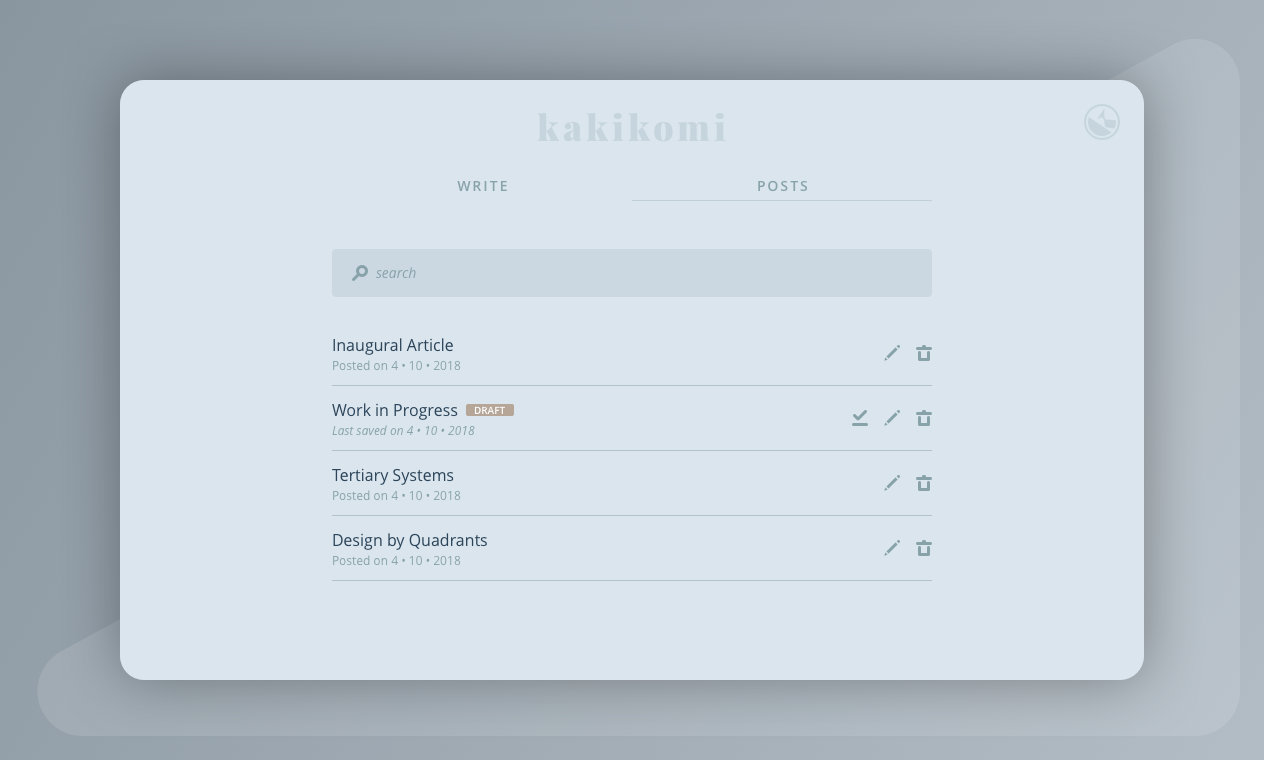 kakikomi
WRITE
POSTS
search
Inaugural Article
Posted on 4 • 10 • 2018
Work in Progress DRAFT
Last saved on 4 • 10 • 2018
Tertiary Systems
Posted on 4 • 10 • 2018
Design by Quadrants
Posted on 4 • 10 • 2018